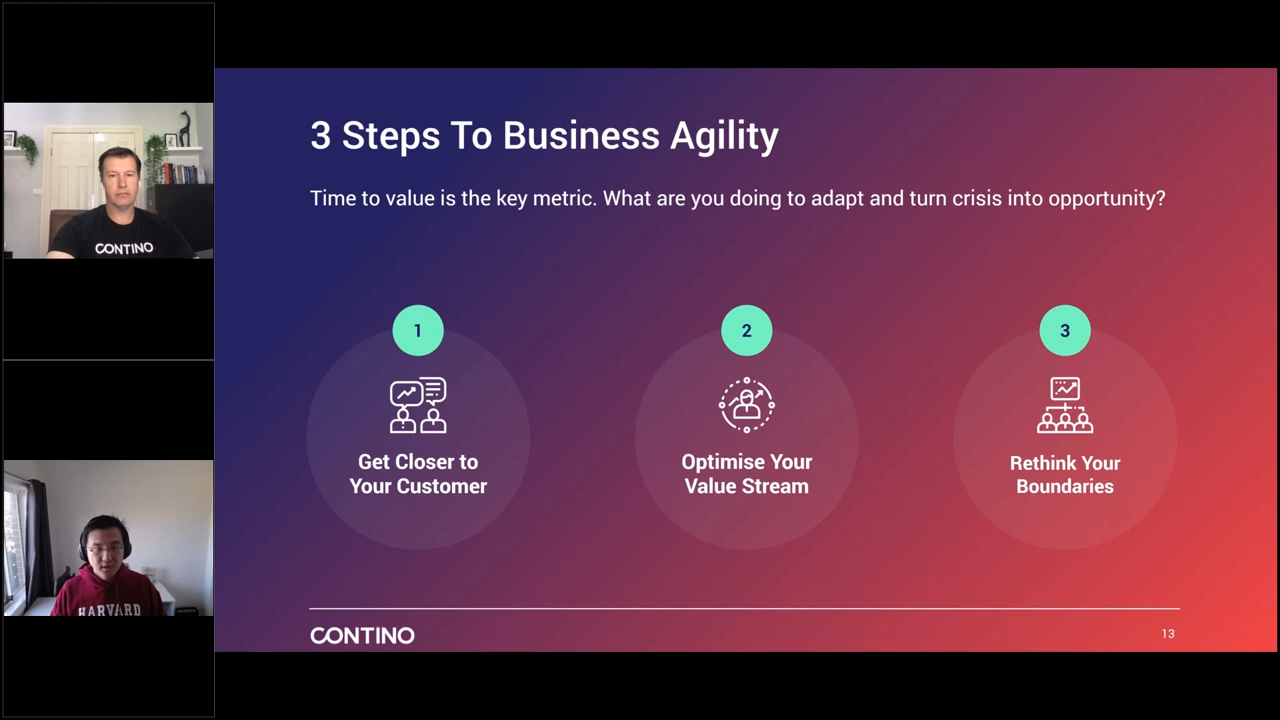 3 Steps To Business Agility
Time to value is the key metric. What are you doing to adapt and turn crisis into opportunity?
1
Get Closer to
Your Customer
2
Optimise Your
Value Stream
3
Rethink Your
Boundaries
CONTINO
13
CONTINO
HARVARD